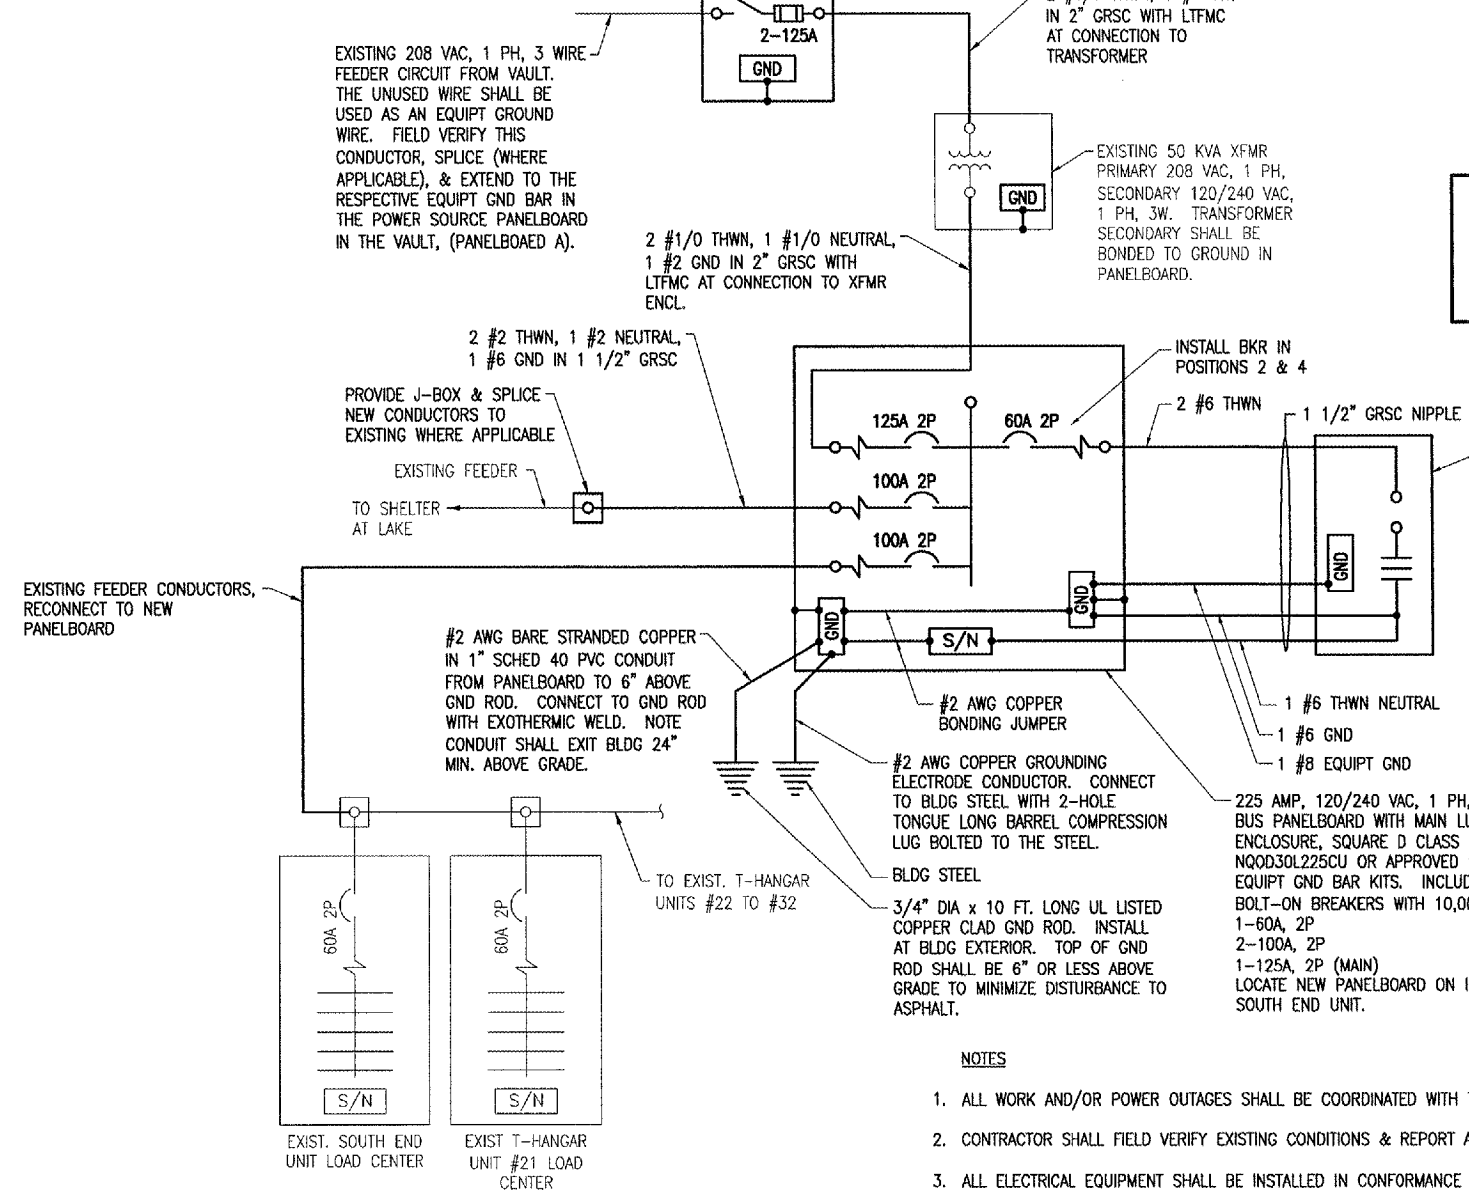 IN 2" GRSC WITH LTFMC
AT CONNECTION TO
TRANSFORMER
2-125A
GND
EXISTING 208 VAC, 1 PH, 3 WIRE
FEEDER CIRCUIT FROM VAULT.
THE UNUSED WIRE SHALL BE
USED AS AN EQUIPT GROUND
WIRE. FIELD VERIFY THIS
CONDUCTOR, SPLICE (WHERE
APPLICABLE), & EXTEND TO THE
RESPECTIVE EQUIPT GND BAR IN
THE POWER SOURCE PANELBOARD
IN THE VAULT, (PANELBOAED A).
GND
EXISTING 50 KVA XFMR
PRIMARY 208 VAC, 1 PH,
SECONDARY 120/240 VAC,
1 PH, 3W. TRANSFORMER
SECONDARY SHALL BE
BONDED TO GROUND IN
PANELBOARD.
2 #1/0 THWN, 1 #1/0 NEUTRAL,
1 #2 GND IN 2" GRSC WITH
LTFMC AT CONNECTION TO XFMR
ENCL.
2 #2 THWN, 1 #2 NEUTRAL,
1 #6 GND IN 1 1/2" GRSC
PROVIDE J-BOX & SPLICE
NEW CONDUCTORS TO
EXISTING WHERE APPLICABLE
EXISTING FEEDER
TO SHELTER
AT LAKE
INSTALL BKR IN
POSITIONS 2 & 4
2 #6 THWN
1 1/2" GRSC NIPPLE
125A 2P
60A 2P
100A 2P
100A 2P
GND
GND
GND
S/N
EXISTING FEEDER CONDUCTORS,
RECONNECT TO NEW
PANELBOARD
#2 AWG BARE STRANDED COPPER
IN 1" SCHED 40 PVC CONDUIT
FROM PANELBOARD TO 6" ABOVE
GND ROD. CONNECT TO GND ROD
WITH EXOTHERMIC WELD. NOTE
CONDUIT SHALL EXIT BLDG 24"
MIN. ABOVE GRADE.
#2 AWG COPPER
BONDING JUMPER
#2 AWG COPPER GROUNDING
ELECTRODE CONDUCTOR. CONNECT
TO BLDG STEEL WITH 2-HOLE
TONGUE LONG BARREL COMPRESSION
LUG BOLTED TO THE STEEL.
BLDG STEEL
3/4" DIA x 10 FT. LONG UL LISTED
COPPER CLAD GND ROD. INSTALL
AT BLDG EXTERIOR. TOP OF GND
ROD SHALL BE 6" OR LESS ABOVE
GRADE TO MINIMIZE DISTURBANCE TO
ASPHALT.
1 #6 THWN NEUTRAL
1 #6 GND
1 #8 EQUIPT GND
225 AMP, 120/240 VAC, 1 PH,
BUS PANELBOARD WITH MAIN
ENCLOSURE, SQUARE D CLASS
NQOD30L225CU OR APPROVED
EQUIPT GND BAR KITS.
BOLT-ON BREAKERS WITH
1-60A, 2P
2-100A, 2P
1-125A, 2P (MAIN)
LOCATE NEW PANELBOARD ON
SOUTH END UNIT.
TO EXIST. T-HANGAR
UNITS #22 TO #32
60A 2P
60A 2P
S/N
S/N
EXIST. SOUTH END
UNIT LOAD CENTER
EXIST T-HANGAR
UNIT #21 LOAD
CENTER
NOTES
1. ALL WORK AND/OR POWER OUTAGES SHALL BE COORDINATED WITH
2. CONTRACTOR SHALL FIELD VERIFY EXISTING CONDITIONS & REPORT
3. ALL ELECTRICAL EQUIPMENT SHALL BE INSTALLED IN CONFORMANCE